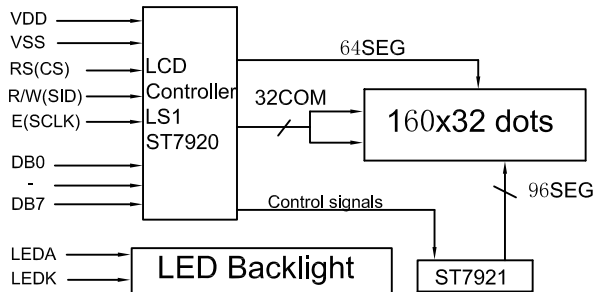 VDD
VSS
RS(CS)
R/W(SID)
E(SCLK)
DB0
-
DB7
LCD
Controller
LS1
ST7920
64SEG
32COM
160x32 dots
96SEG
Control signals
ST7921
LEDA
LEDK
LED Backlight